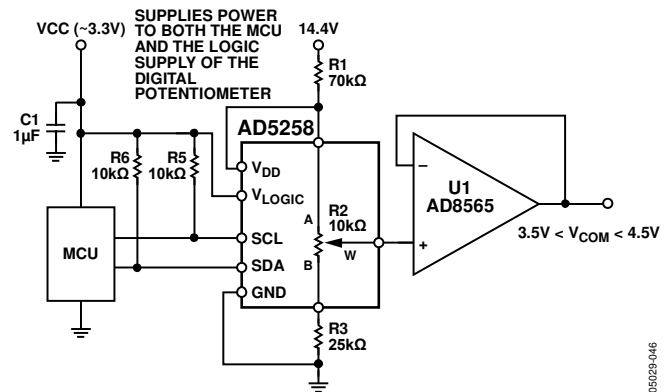 SUPPLIES POWER
TO BOTH THE MCU
AND THE LOGIC
SUPPLY OF THE
DIGITAL
POTENTIOMETER
VCC (~3.3V)
14.4V
R1
70kΩ
C1
1µF
R6
10kΩ
R5
10kΩ
AD5258
VDD
VLOGIC
SCL
SDA
GND
MCU
A
R2
10kΩ
B
W
R3
25kΩ
–
+
U1
AD8565
3.5V < VCOM < 4.5V
05029-046